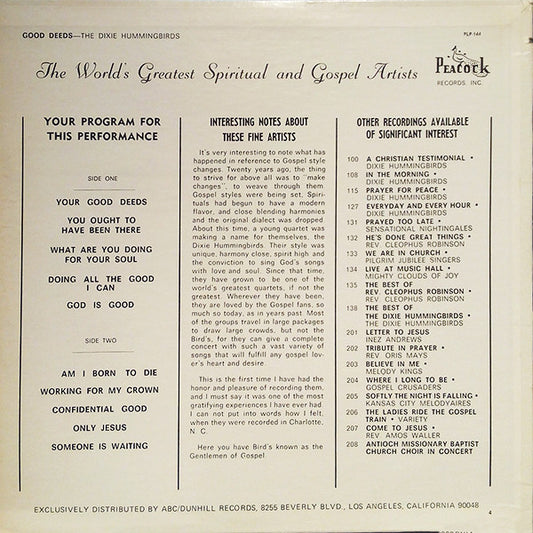 GOOD DEEDS—THE DIXIE HUMMINGBIRDS
PLP-144
The World's Greatest Spiritual and Gospel Artists
PEACOCK
RECORDS, INC.
YOUR PROGRAM FOR
THIS PERFORMANCE
SIDE ONE
YOUR GOOD DEEDS
YOU OUGHT TO
HAVE BEEN THERE
WHAT ARE YOU DOING
FOR YOUR SOUL
DOING ALL THE GOOD
I CAN
GOD IS GOOD
SIDE TWO
AM I BORN TO DIE
WORKING FOR MY CROWN
CONFIDENTIAL GOOD
ONLY JESUS
SOMEONE IS WAITING
INTERESTING NOTES ABOUT
THESE FINE ARTISTS
It's very interesting to note what has
happened in reference to Gospel style
changes. Twenty years ago, the thing
to strive for above all was to "make
changes", to weave through them
Gospel styles were being set. Spiri-
tuals had begun to have a modern
flavor, and close blending harmonies
and the original dialect was dropped.
About this time, a young quartet was
making a name for themselves, the
Dixie Hummingbirds. Their style was
unique, harmony close, spirit high and
the conviction to sing God's songs
with love and soul. Since that time,
they have grown to be one of the
world's greatest quartets, if not the
greatest. Wherever they have been,
they are loved by the Gospel fans, so
much so today, as in years past. Most
of the groups travel in large packages
to draw large crowds, but not the
Bird's, for they can give a complete
concert with such a vast variety of
songs that will fulfill any gospel lov-
er's heart and desire.
This is the first time I have had the
honor and pleasure of recording them,
and I must say it was one of the most
gratifying experiences I have ever had.
I can not put into words how I felt,
when they were recorded in Charlotte,
N. C.
Here you have Bird's known as the
Gentlemen of Gospel.
OTHER RECORDINGS AVAILABLE
OF SIGNIFICANT INTEREST
100 A CHRISTIAN TESTIMONIAL •
DIXIE HUMMINGBIRDS
108 IN THE MORNING •
DIXIE HUMMINGBIRDS
115 PRAYER FOR PEACE •
DIXIE HUMMINGBIRDS
127 EVERYDAY AND EVERY HOUR •
DIXIE HUMMINGBIRDS
131 PRAYED TOO LATE •
SENSATIONAL NIGHTINGALES
132 HE'S DONE GREAT THINGS •
REV. CLEOPHUS ROBINSON
133 WE ARE IN CHURCH •
PILGRIM JUBILEE SINGERS
134 LIVE AT MUSIC HALL •
MIGHTY CLOUDS OF JOY
135 THE BEST OF
REV. CLEOPHUS ROBINSON •
REV. CLEOPHUS ROBINSON
138 THE BEST OF
THE DIXIE HUMMINGBIRDS •
DIXIE HUMMINGBIRDS
201 LETTER TO JESUS
INEZ ANDREWS
202 TRIBUTE IN PRAYER •
REV. ORIS MAYS
203 BELIEVE IN ME •
MELODY KINGS
204 WHERE I LONG TO BE •
GOSPEL CRUSADERS
205 SOFTLY THE NIGHT IS FALLING •
KANSAS CITY MELODYAIRES
206 THE LADIES RIDE THE GOSPEL
TRAIN • VARIETY
207 COME TO JESUS •
REV. AMOS WALLER
208 ANTIOCH MISSIONARY BAPTIST
CHURCH CHOIR IN CONCERT
EXCLUSIVELY DISTRIBUTED BY ABC/DUNHILL RECORDS, 8255 BEVERLY BLVD., LOS ANGELES, CALIFORNIA 90048
4